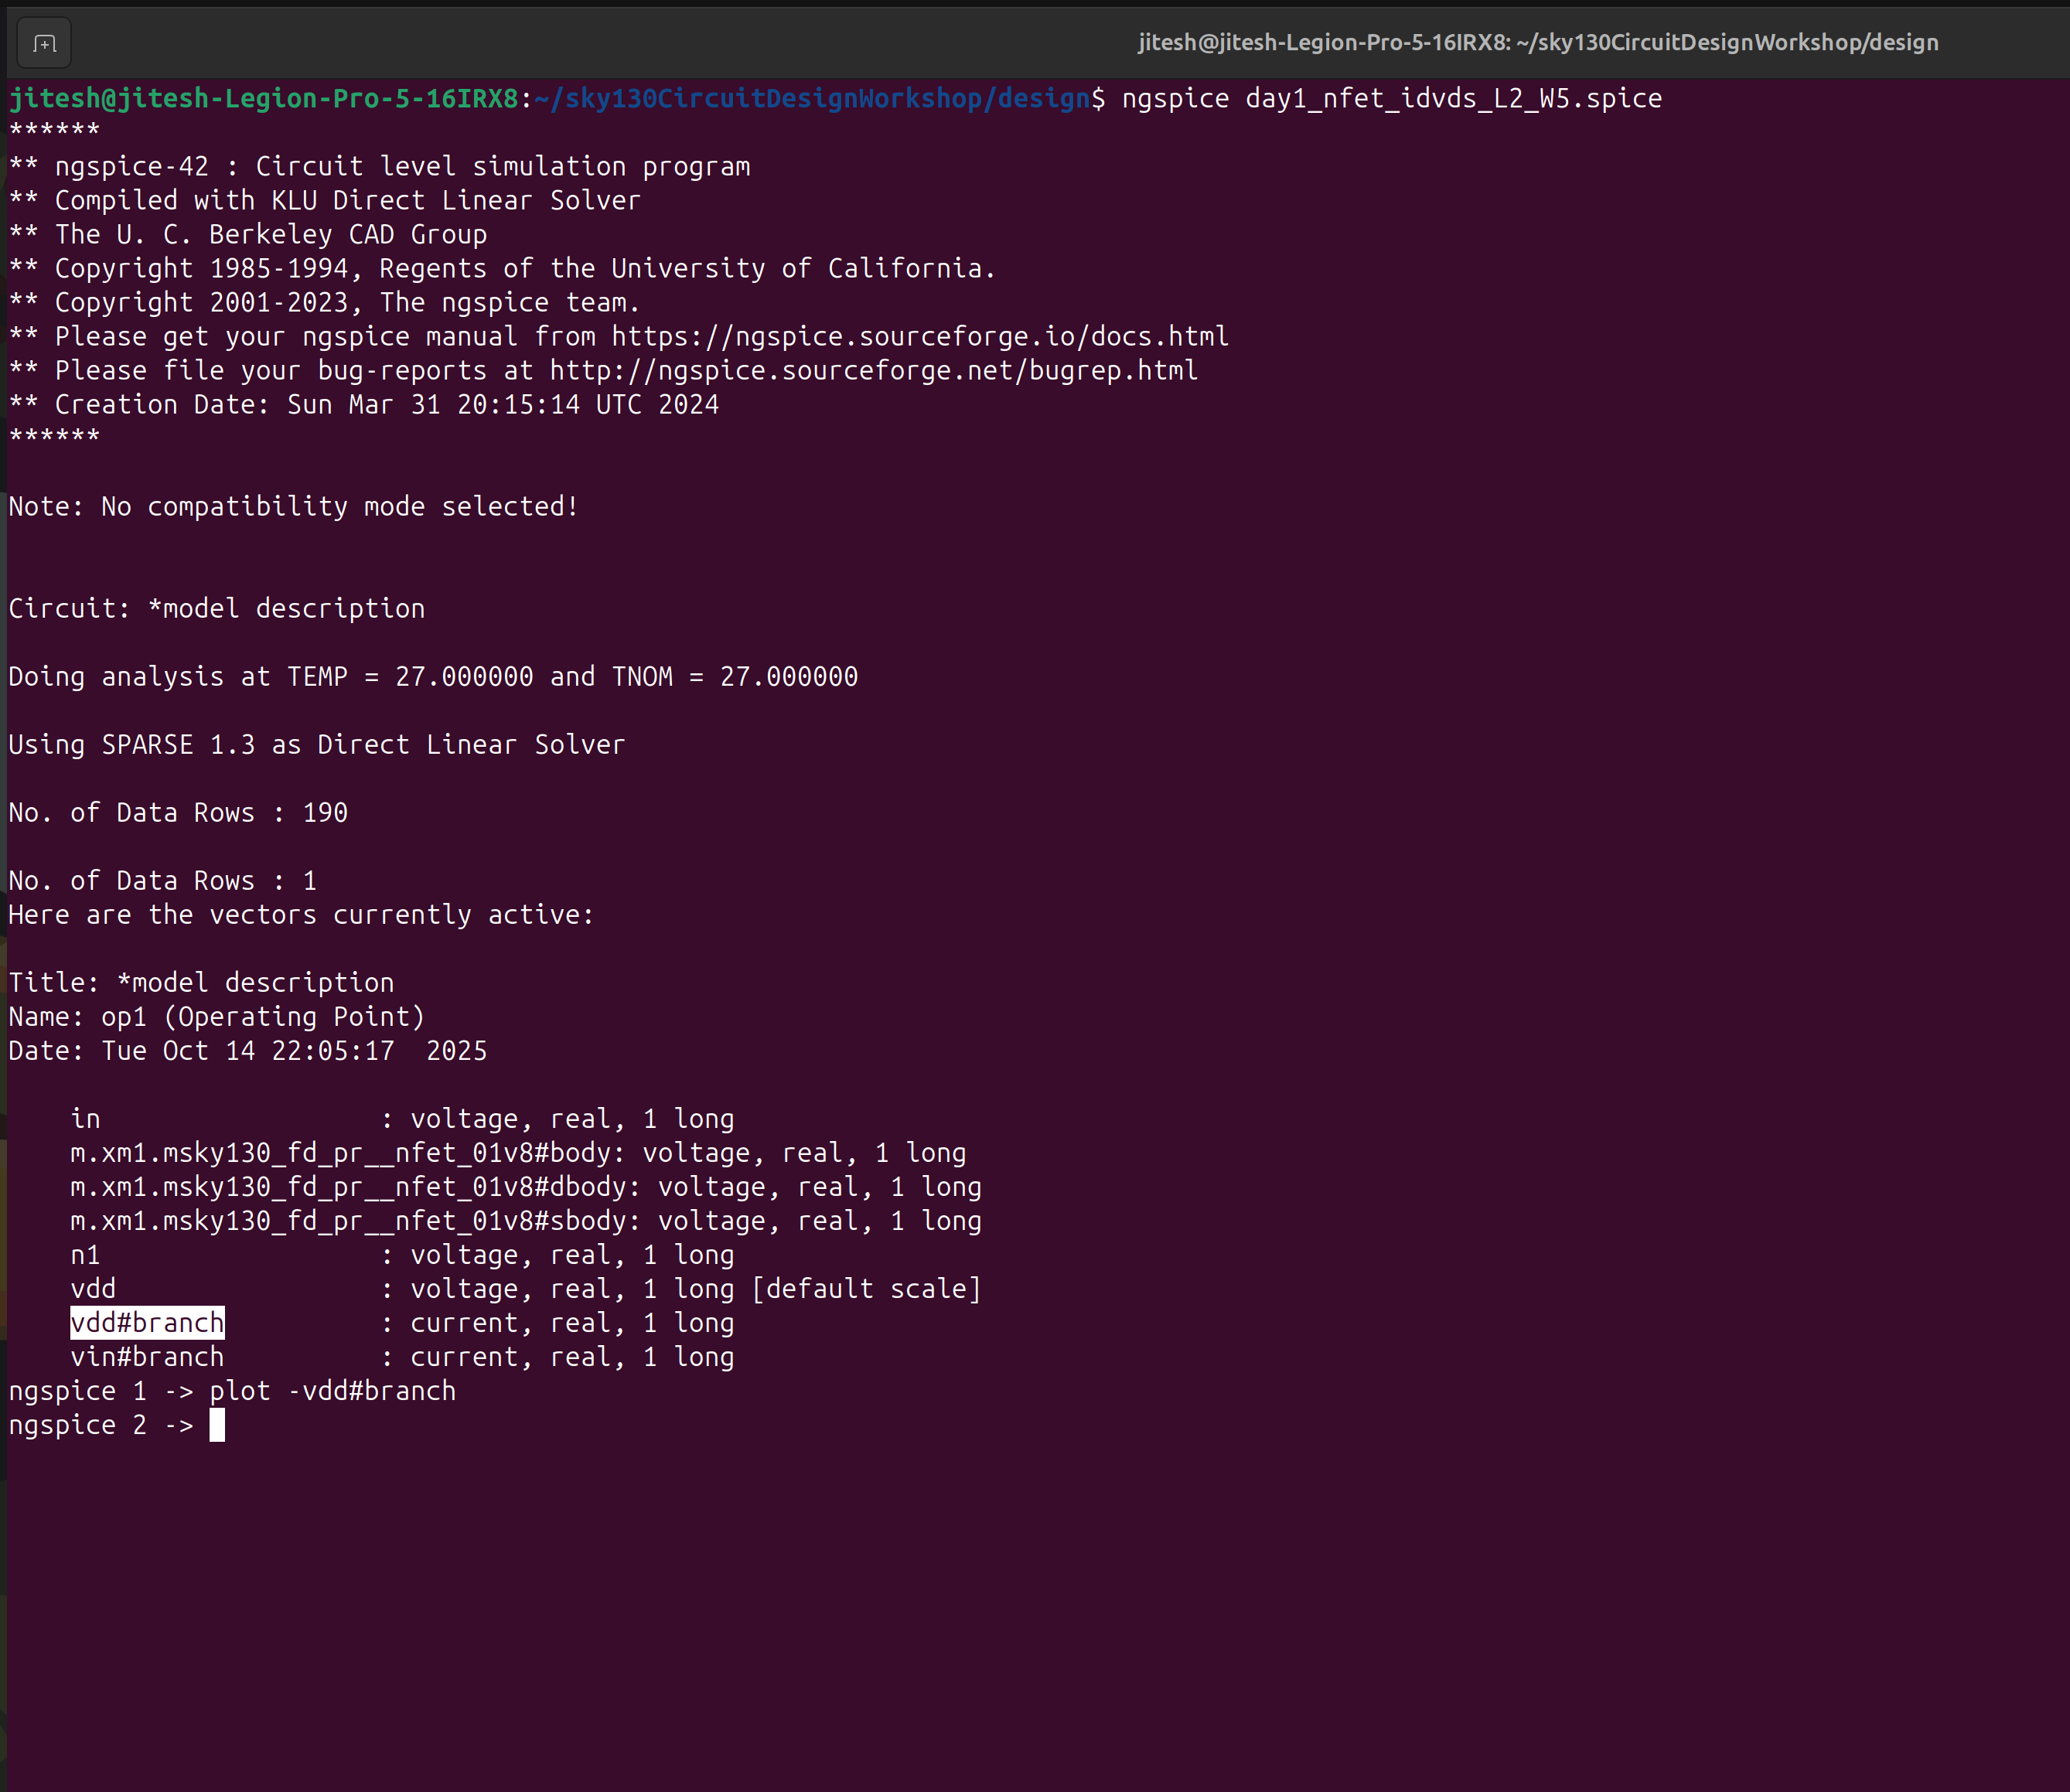 jitesh@jitesh-Legion-Pro-5-16IRX8: ~/sky130CircuitDesignWorkshop/design
jitesh@jitesh-Legion-Pro-5-16IRX8:~/sky130CircuitDesignWorkshop/design$ ngspice day1_nfet_idvds_L2_W5.spice
******
** ngspice-42 : Circuit level simulation program
** Compiled with KLU Direct Linear Solver
** The U. C. Berkeley CAD Group
** Copyright 1985-1994, Regents of the University of California.
** Copyright 2001-2023, The ngspice team.
** Please get your ngspice manual from https://ngspice.sourceforge.io/docs.html
** Please file your bug-reports at http://ngspice.sourceforge.net/bugrep.html
** Creation Date: Sun Mar 31 20:15:14 UTC 2024
******
Note: No compatibility mode selected!
Circuit: *model description
Doing analysis at TEMP = 27.000000 and TNOM = 27.000000
Using SPARSE 1.3 as Direct Linear Solver
No. of Data Rows : 190
No. of Data Rows : 1
Here are the vectors currently active:
Title: *model description
Name: op1 (Operating Point)
Date: Tue Oct 14 22:05:17  2025
    in                  : voltage, real, 1 long
    m.xm1.msky130_fd_pr__nfet_01v8#body: voltage, real, 1 long
    m.xm1.msky130_fd_pr__nfet_01v8#dbody: voltage, real, 1 long
    m.xm1.msky130_fd_pr__nfet_01v8#sbody: voltage, real, 1 long
    n1                  : voltage, real, 1 long
    vdd                 : voltage, real, 1 long [default scale]
    vdd#branch          : current, real, 1 long
    vin#branch          : current, real, 1 long
ngspice 1 -> plot -vdd#branch
ngspice 2 ->